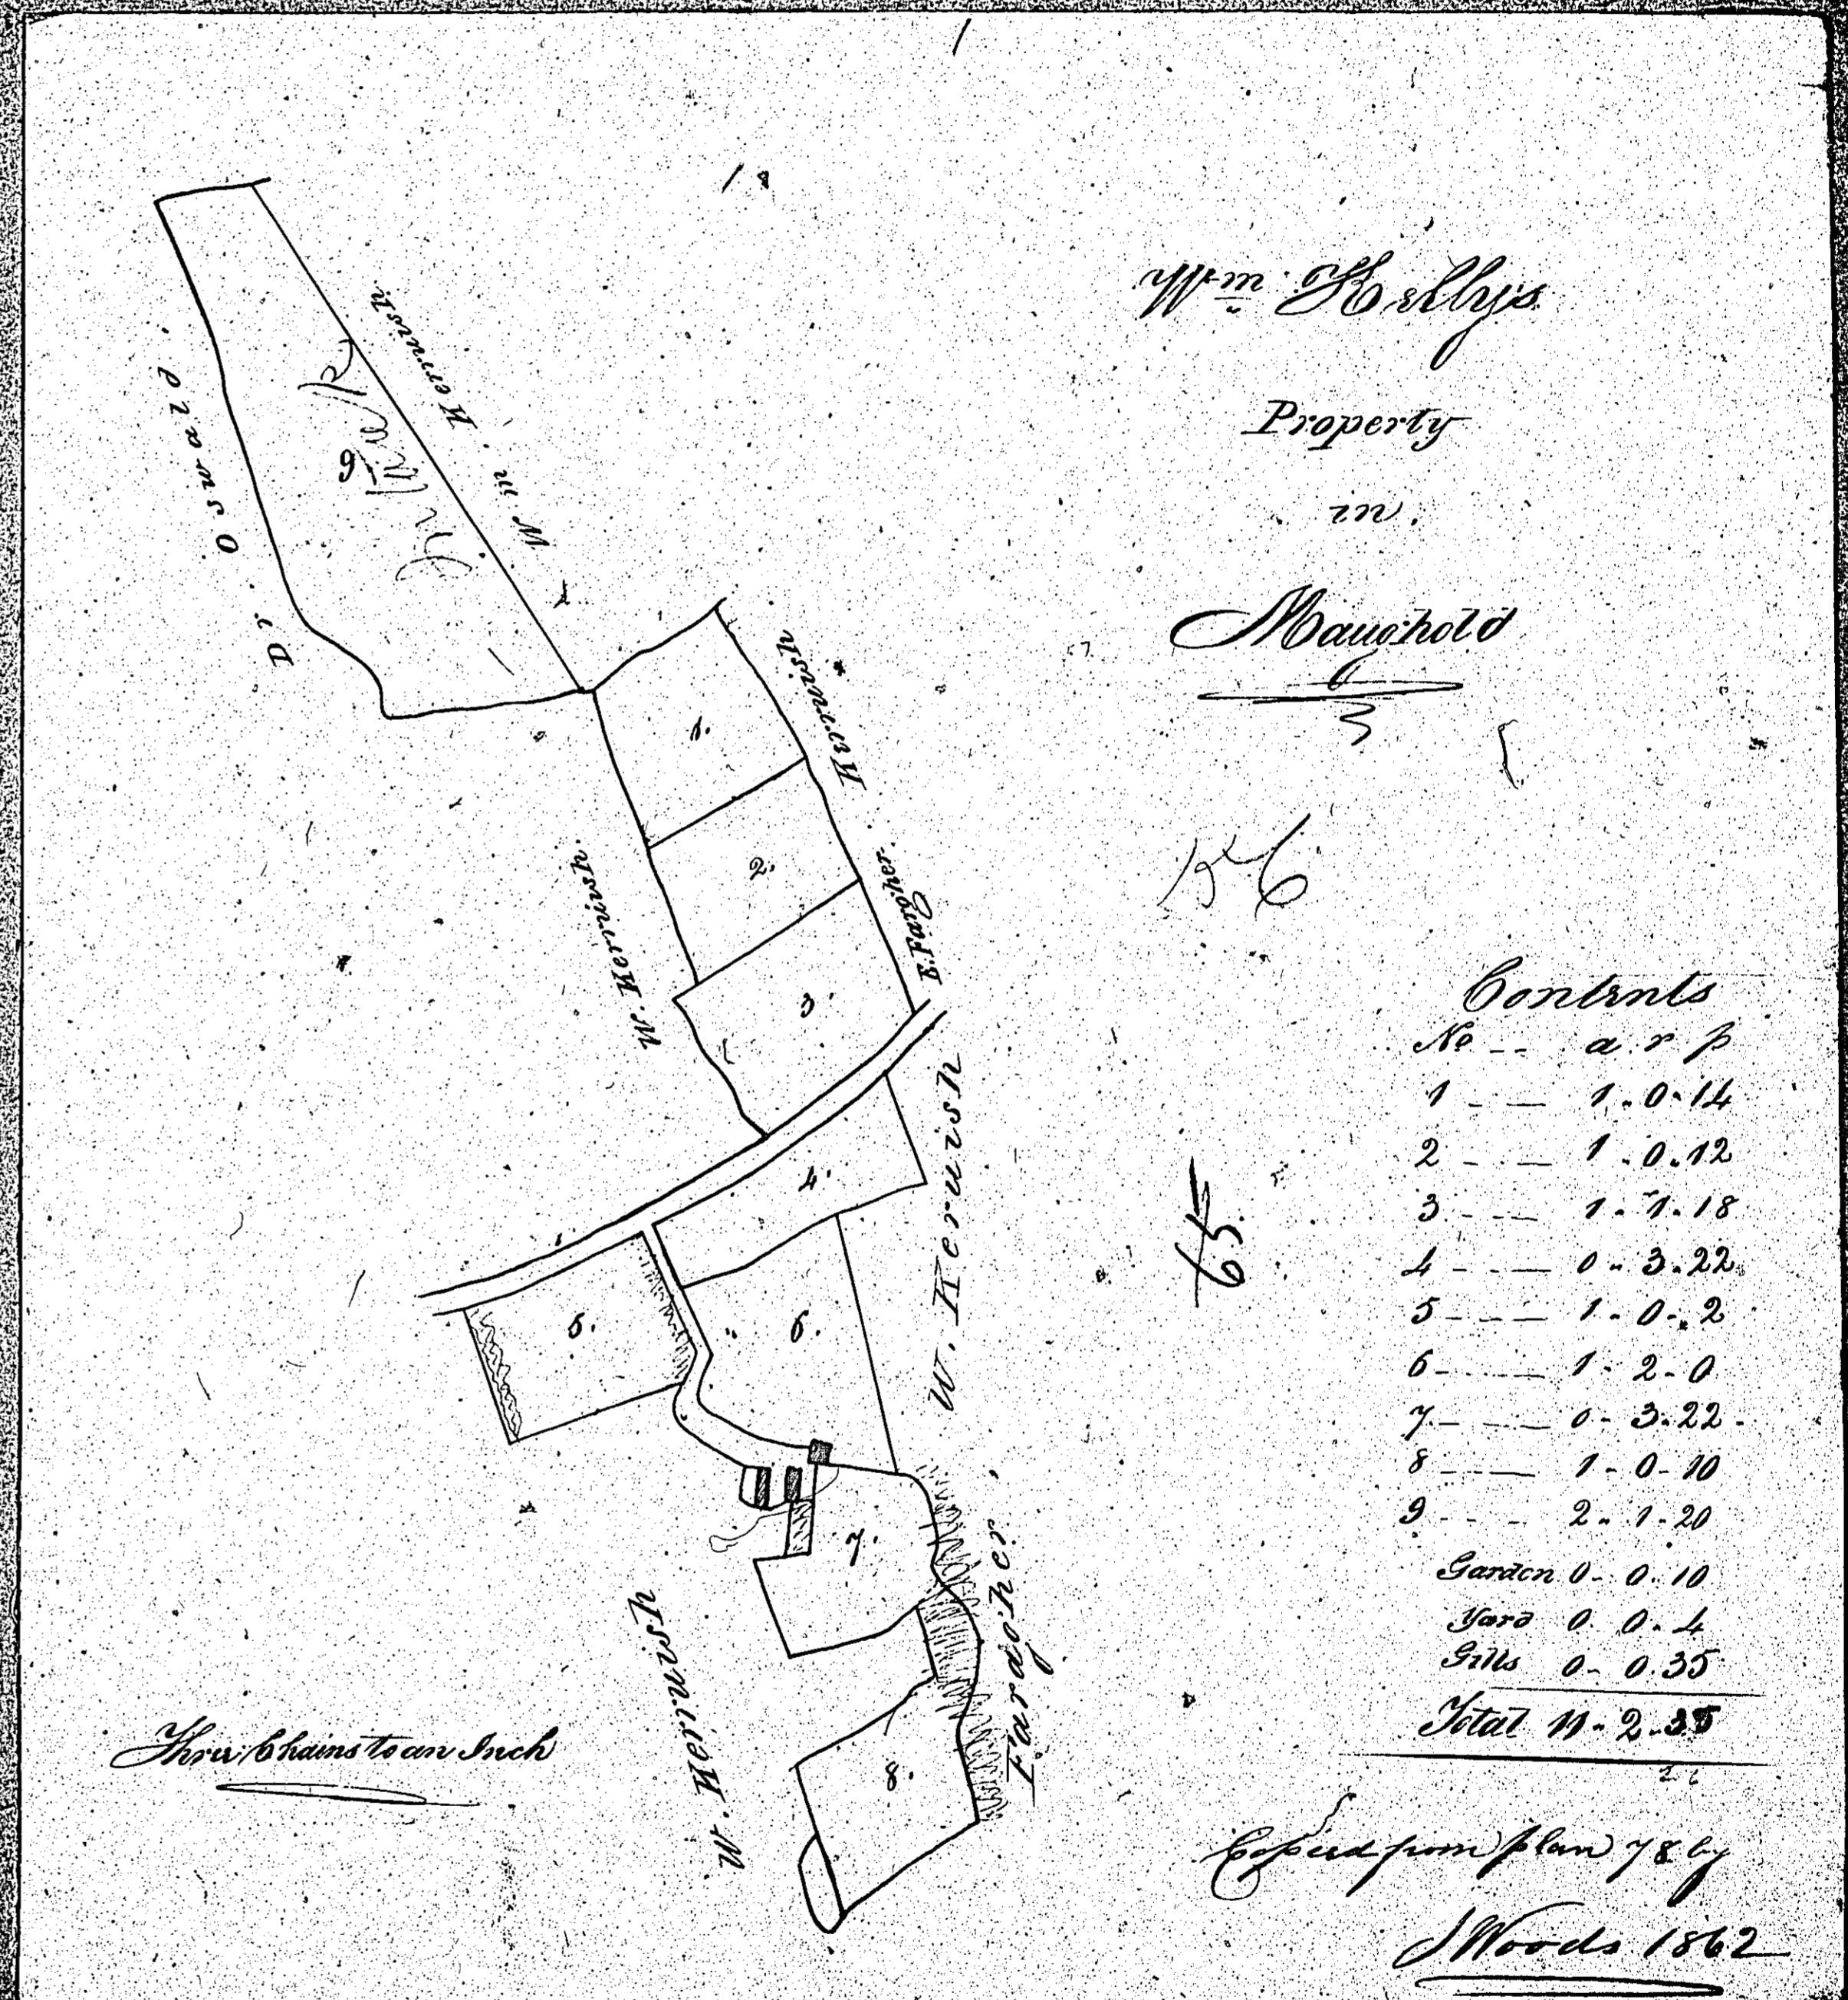 1
Wm Kelly's
Property
in
Maughold
Dr. Oswald.
9
Wm. Kerruish
1.
Kerruish
2.
W. Kerruish.
E. Fargher.
3.
4.
W. Kerruish
5.
6.
65
7.
Faragher
W. Kerruish
8.
Contents
No -- a r p
1 -- 1.0.14
2 -- 1.0.12
3 --- 1.1.18
4 --- 0.3.22
5 --- 1.0.2
6 --- 1-2-0
7 --- 0-3.22
8 --- 1-0-10
9 --- 2.1-20
Garden 0-0.10
Yard 0.0.4
Gills 0-0.35
Total 11-2-35
Three Chains to an Inch
Copied from plan 78 by
J Woods 1862